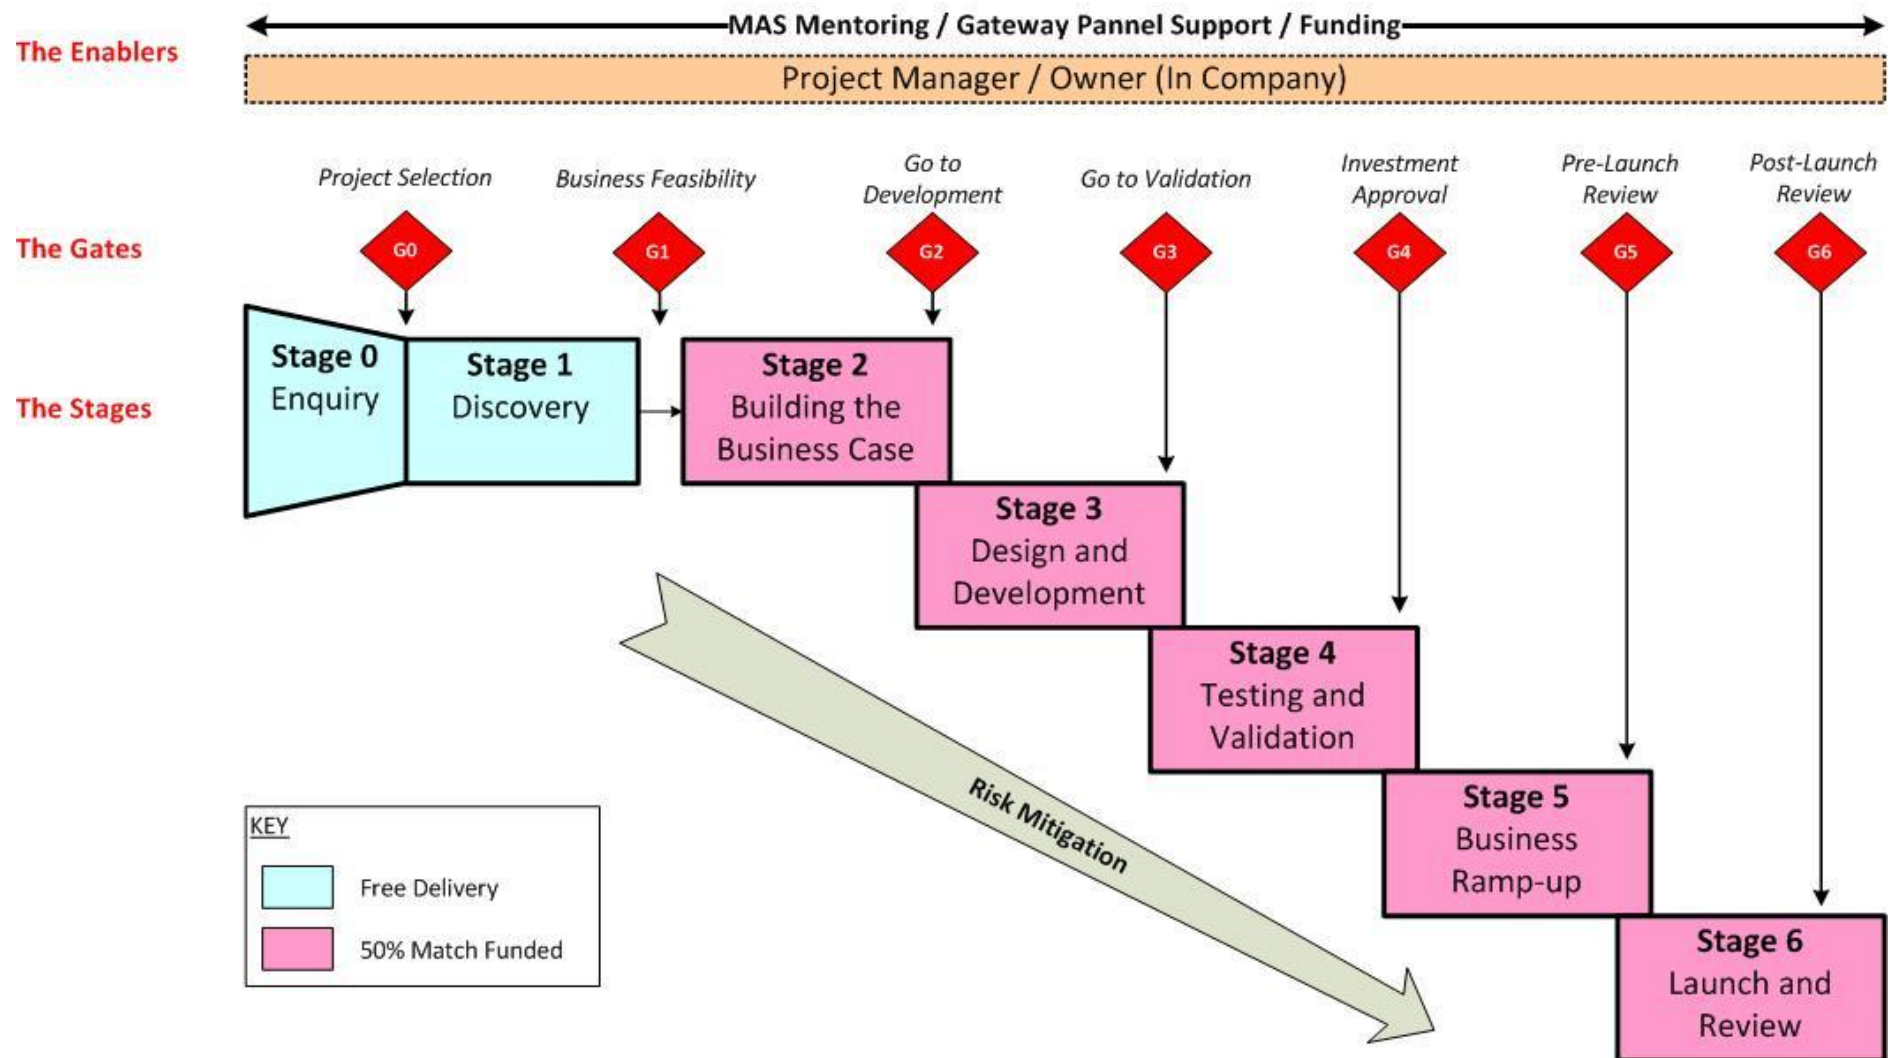 MAS Mentoring / Gateway Pannel Support / Funding
The Enablers
Project Manager / Owner (In Company)
Project Selection
Business Feasibility
Go to
Development
Go to Validation
Investment
Approval
Pre-Launch
Review
Post-Launch
Review
The Gates
G0
G1
G2
G3
G4
G5
G6
The Stages
Stage 0
Enquiry
Stage 1
Discovery
Stage 2
Building the
Business Case
Stage 3
Design and
Development
Stage 4
Testing and
Validation
Stage 5
Business
Ramp-up
Stage 6
Launch and
Review
Risk Mitigation
KEY
Free Delivery
50% Match Funded